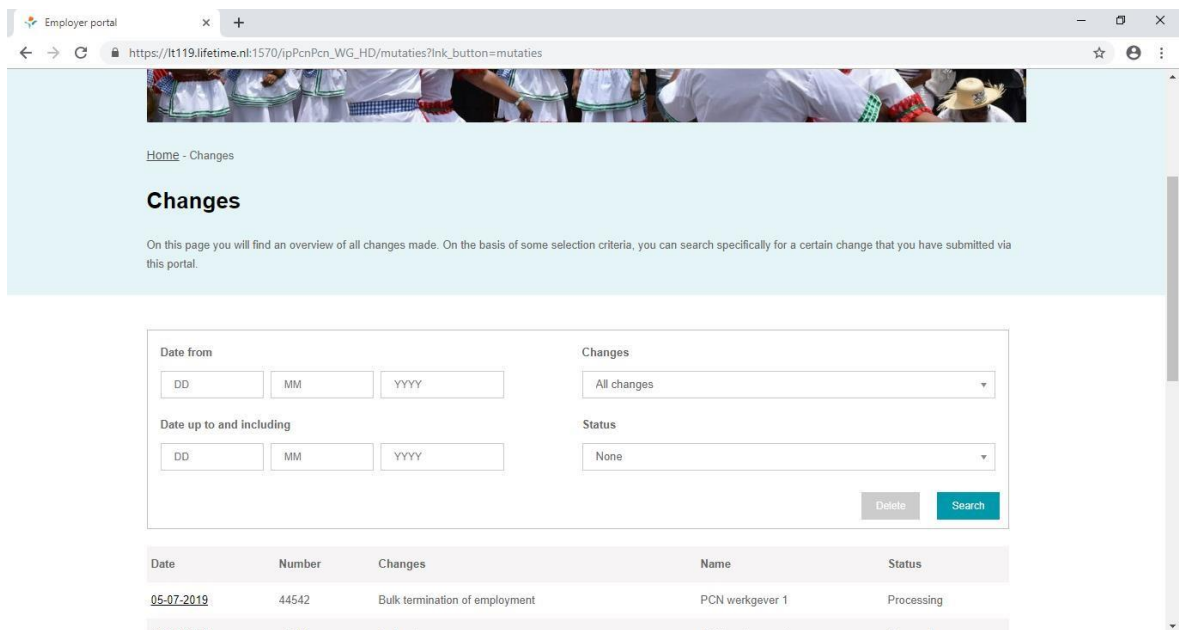 Employer portal
https://lt119.lifetime.nl:1570/ipPcnPcn_WG_HD/mutaties?lnk_button=mutaties
Home - Changes
Changes
On this page you will find an overview of all changes made. On the basis of some selection criteria, you can search specifically for a certain change that you have submitted via
this portal.
Date from Changes
DD MM YYYY All changes
Date up to and including Status
DD MM YYYY None
Delete Search
Date Number Changes Name Status
05-07-2019 44542 Bulk termination of employment PCN werkgever 1 Processing